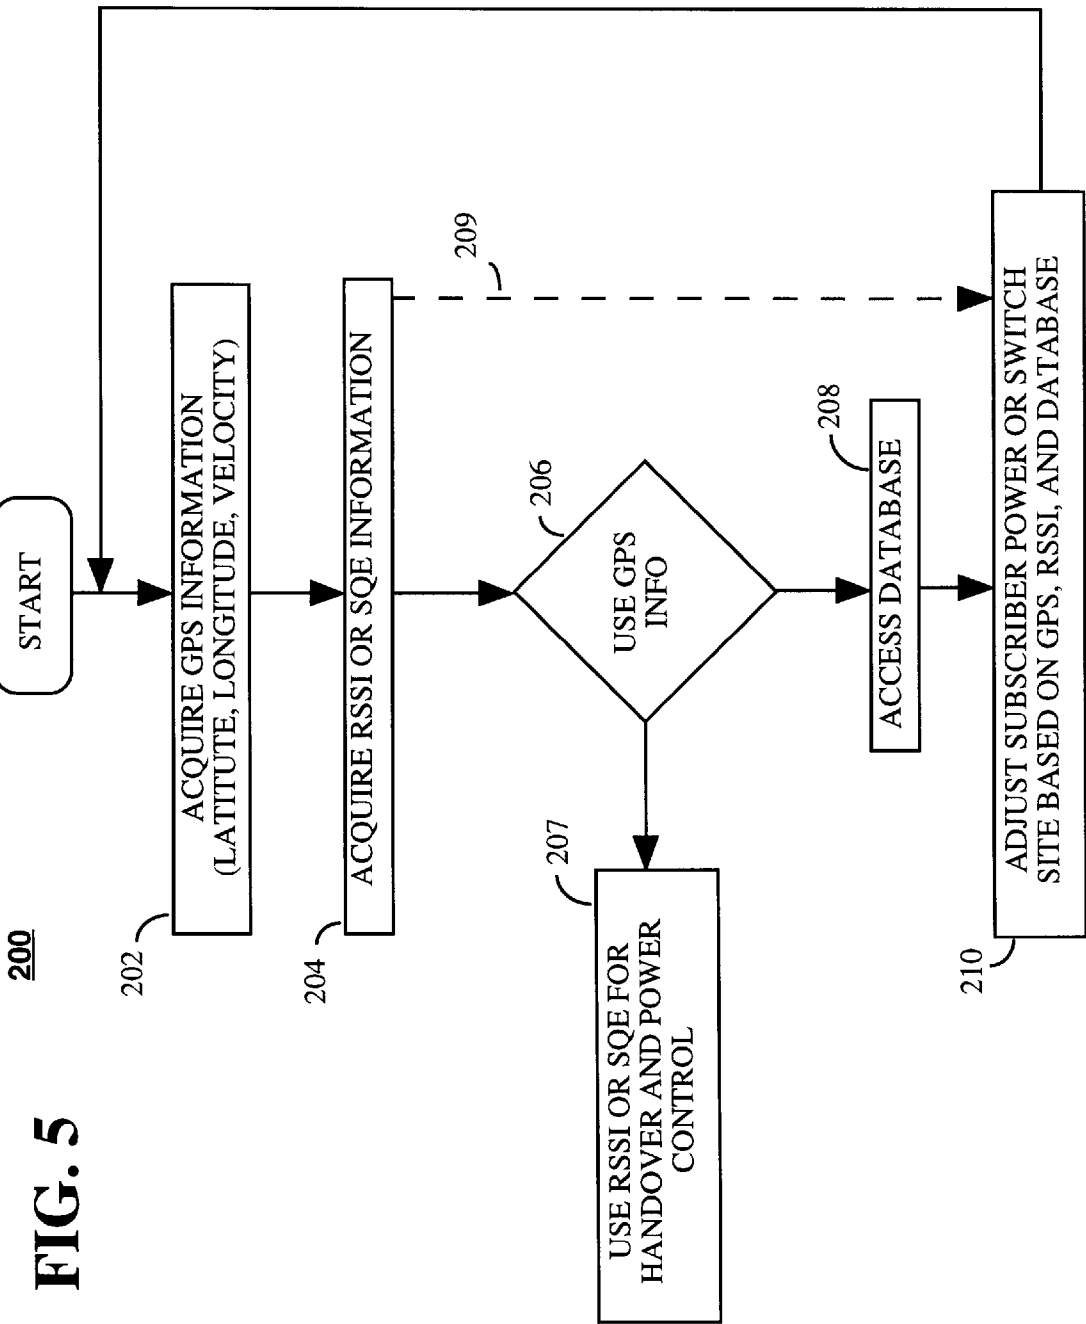 FIG. 5
200
START
202
ACQUIRE GPS INFORMATION
(LATITUTE, LONGITUDE, VELOCITY)
204
ACQUIRE RSSI OR SQE INFORMATION
209
206
USE GPS
INFO
207
USE RSSI OR SQE FOR
HANDOVER AND POWER
CONTROL
208
ACCESS DATABASE
210
ADJUST SUBSCRIBER POWER OR SWITCH
SITE BASED ON GPS, RSSI, AND DATABASE